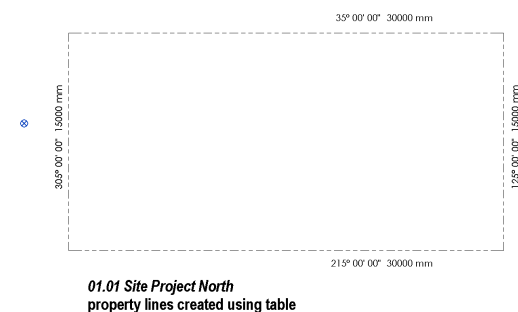 35° 00' 00" 30000 mm
305° 00' 00" 15000 mm
125° 00' 00" 15000 mm
215° 00' 00" 30000 mm
01.01 Site Project North
property lines created using table